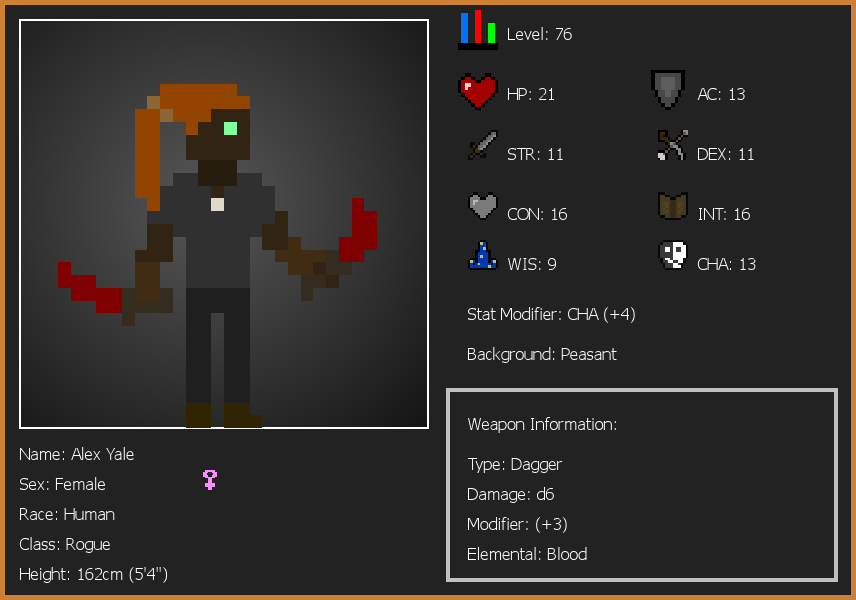 Level: 76
HP: 21
AC: 13
STR: 11
DEX: 11
CON: 16
INT: 16
WIS: 9
CHA: 13
Stat Modifier: CHA (+4)
Background: Peasant
Weapon Information:
Type: Dagger
Damage: d6
Modifier: (+3)
Elemental: Blood
Name: Alex Yale
Sex: Female
Race: Human
Class: Rogue
Height: 162cm (5'4")